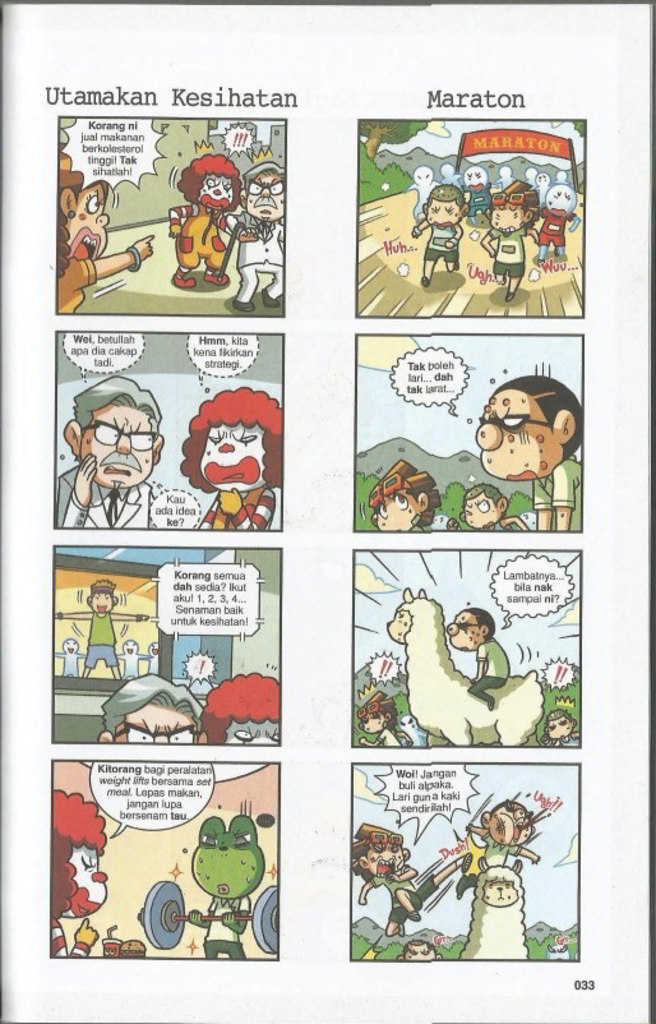 Utamakan Kesihatan
Korang ni
jual makanan
berkolesterol
tinggi! Tak
sihatlah!
!!!
Wei, betullah
apa dia cakap
tadi.
Hmm, kita
kena fikirkan
strategi.
Kau
ada idea
ke?
Korang semua
dah sedia? Ikut
aku! 1, 2, 3, 4...
Senaman baik
untuk kesihatan!
!
Kitorang bagi peralatan
weight lifts bersama set
meal. Lepas makan,
jangan lupa
bersenam tau.
Maraton
MARATON
Huh...
Ugh...
Wuu...
Tak boleh
lari... dah
tak larat...
Lambatnya...
bila nak
sampai ni?
!!
!!
Woi! Jangan
buli alpaka.
Lari guna kaki
sendirilah!
Ugh!!
Dush!
033